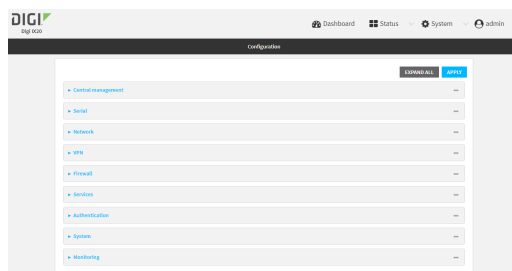 DIGI
Digi IX20
Dashboard
Status
System
admin
Configuration
EXPAND ALL
APPLY
Central management
Serial
Network
VPN
Firewall
Services
Authentication
System
Monitoring